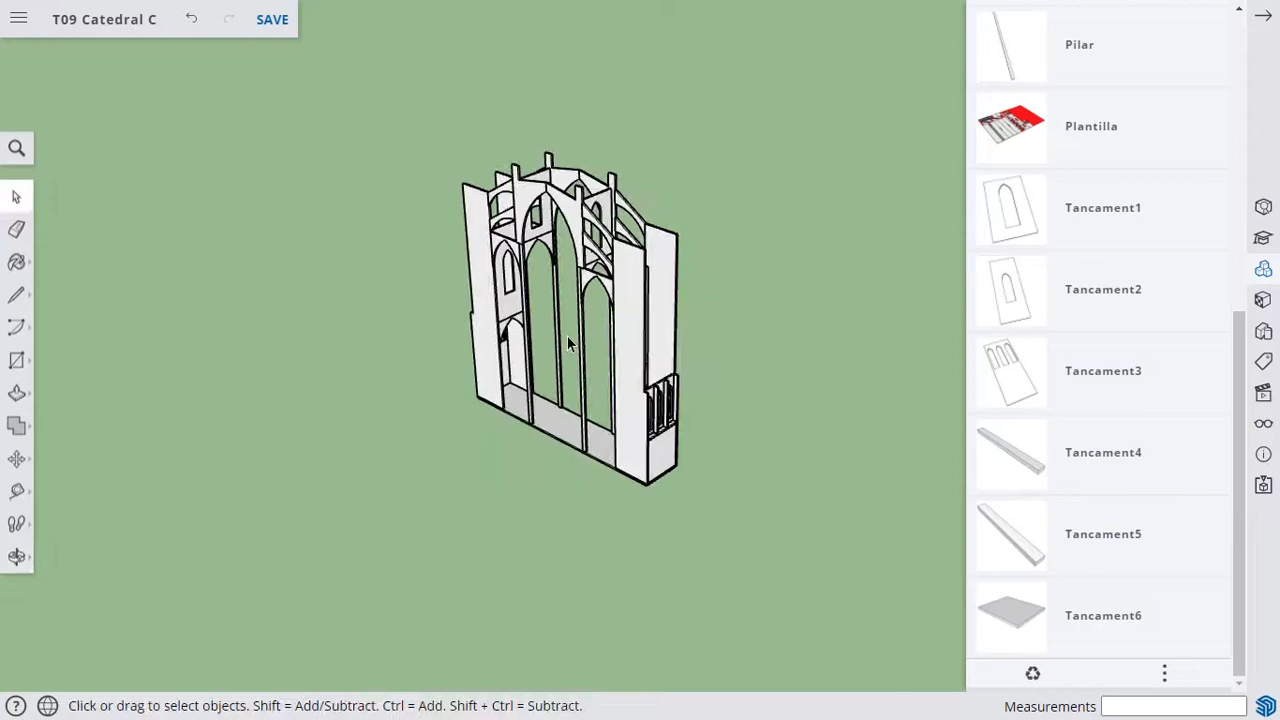 T09 Catedral C
SAVE
Pilar
Plantilla
Tancament1
Tancament2
Tancament3
Tancament4
Tancament5
Tancament6
Click or drag to select objects. Shift = Add/Subtract. Ctrl = Add. Shift + Ctrl = Subtract.
Measurements